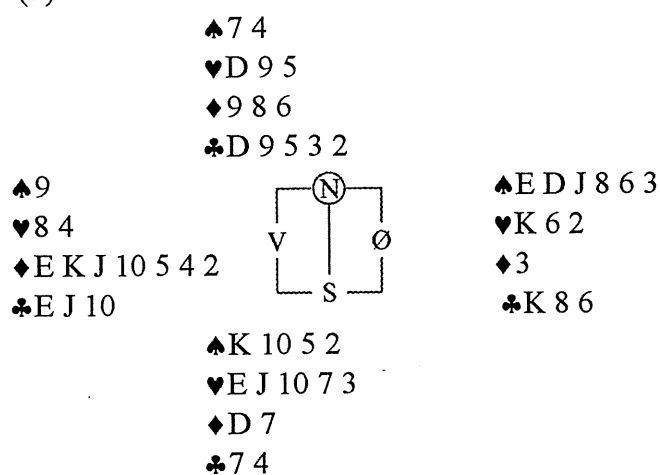 ♠7 4
♥D 9 5
♦9 8 6
♣D 9 5 3 2
♠9
♥8 4
♦E K J 10 5 4 2
♣E J 10
N
V Ø
S
♠E D J 8 6 3
♥K 6 2
♦3
♣K 8 6
♠K 10 5 2
♥E J 10 7 3
♦D 7
♣7 4